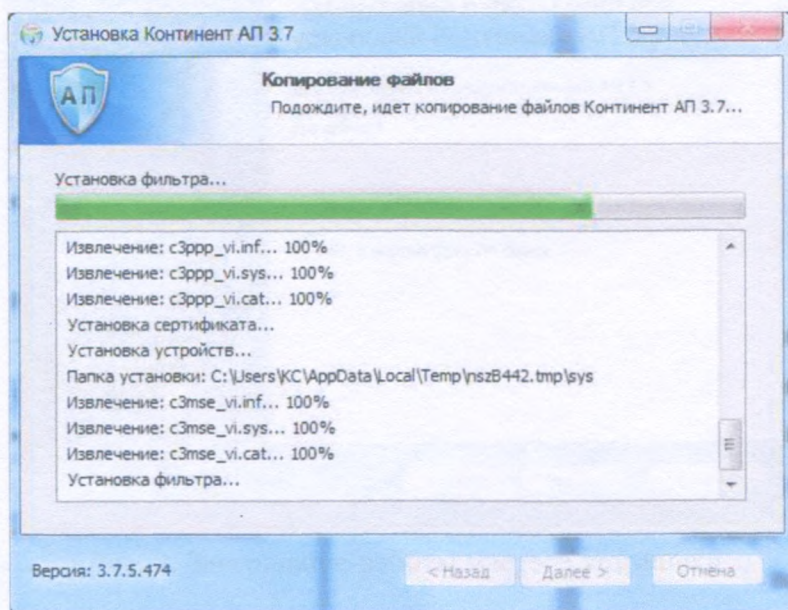 Установка Континент АП 3.7
АП
Копирование файлов
Подождите, идет копирование файлов Континент АП 3.7...
Установка фильтра...
Извлечение: c3ppp_vi.inf... 100%
Извлечение: c3ppp_vi.sys... 100%
Извлечение: c3ppp_vi.cat... 100%
Установка сертификата...
Установка устройств...
Папка установки: C:\Users\KC\AppData\Local\Temp\nszB442.tmp\sys
Извлечение: c3mse_vi.inf... 100%
Извлечение: c3mse_vi.sys... 100%
Извлечение: c3mse_vi.cat... 100%
Установка фильтра...
Версия: 3.7.5.474
< Назад Далее > Отмена